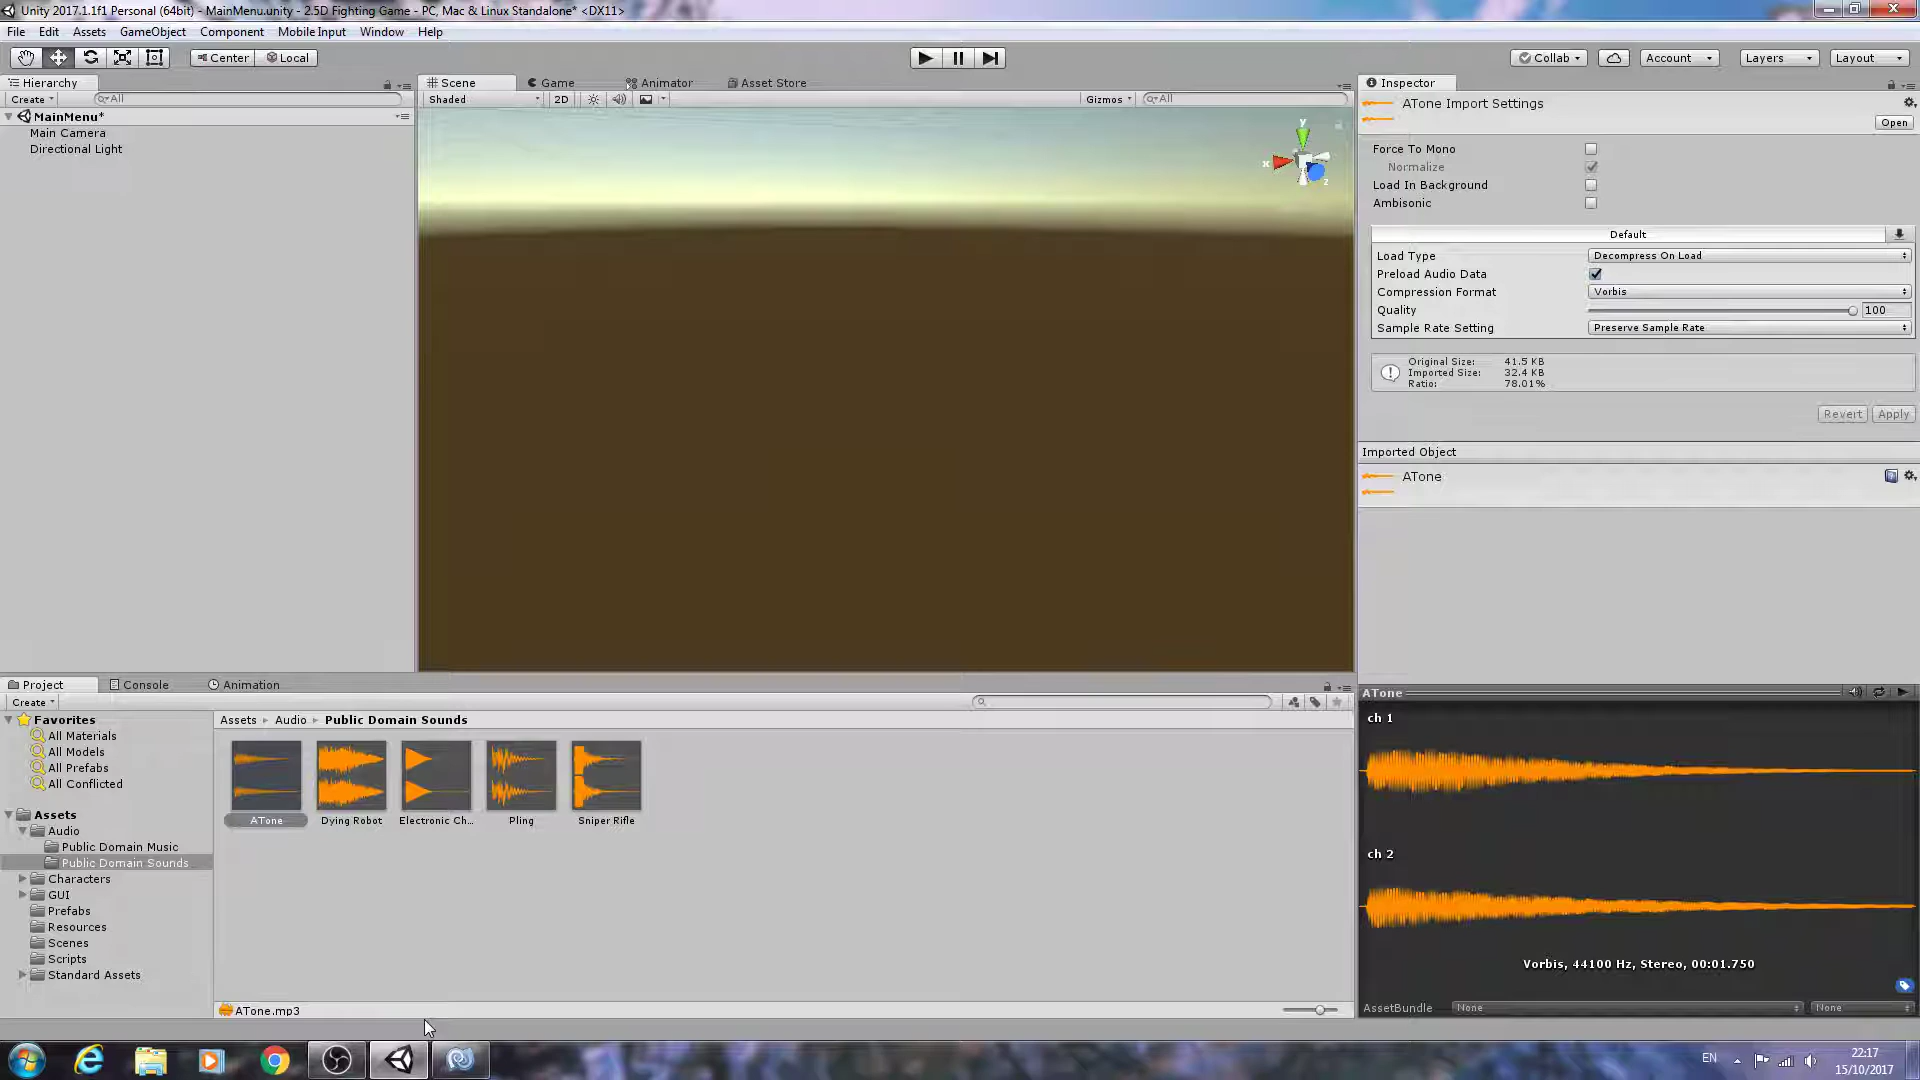 Unity 2017.1.1f1 Personal (64bit) - MainMenu.unity - 2.5D Fighting Game - PC, Mac & Linux Standalone* <DX11>
File Edit Assets GameObject Component Mobile Input Window Help
Center Local Collab Account Layers Layout
Hierarchy
Create All
MainMenu*
Main Camera
Directional Light
Scene Game Animator Asset Store
Shaded 2D Gizmos All
y
x
z
Inspector
ATone Import Settings
Open
Force To Mono
Normalize
Load In Background
Ambisonic
Default
Load Type Decompress On Load
Preload Audio Data
Compression Format Vorbis
Quality 100
Sample Rate Setting Preserve Sample Rate
Original Size: 41.5 KB
Imported Size: 32.4 KB
Ratio: 78.01%
Revert Apply
Imported Object
ATone
Project Console Animation
Create
Favorites
All Materials
All Models
All Prefabs
All Conflicted
Assets
Audio
Public Domain Music
Public Domain Sounds
Characters
GUI
Prefabs
Resources
Scenes
Scripts
Standard Assets
Assets Audio Public Domain Sounds
ATone Dying Robot Electronic Ch... Pling Sniper Rifle
ATone.mp3
ATone
ch 1
ch 2
Vorbis, 44100 Hz, Stereo, 00:01.750
AssetBundle None None
EN
22:17
15/10/2017